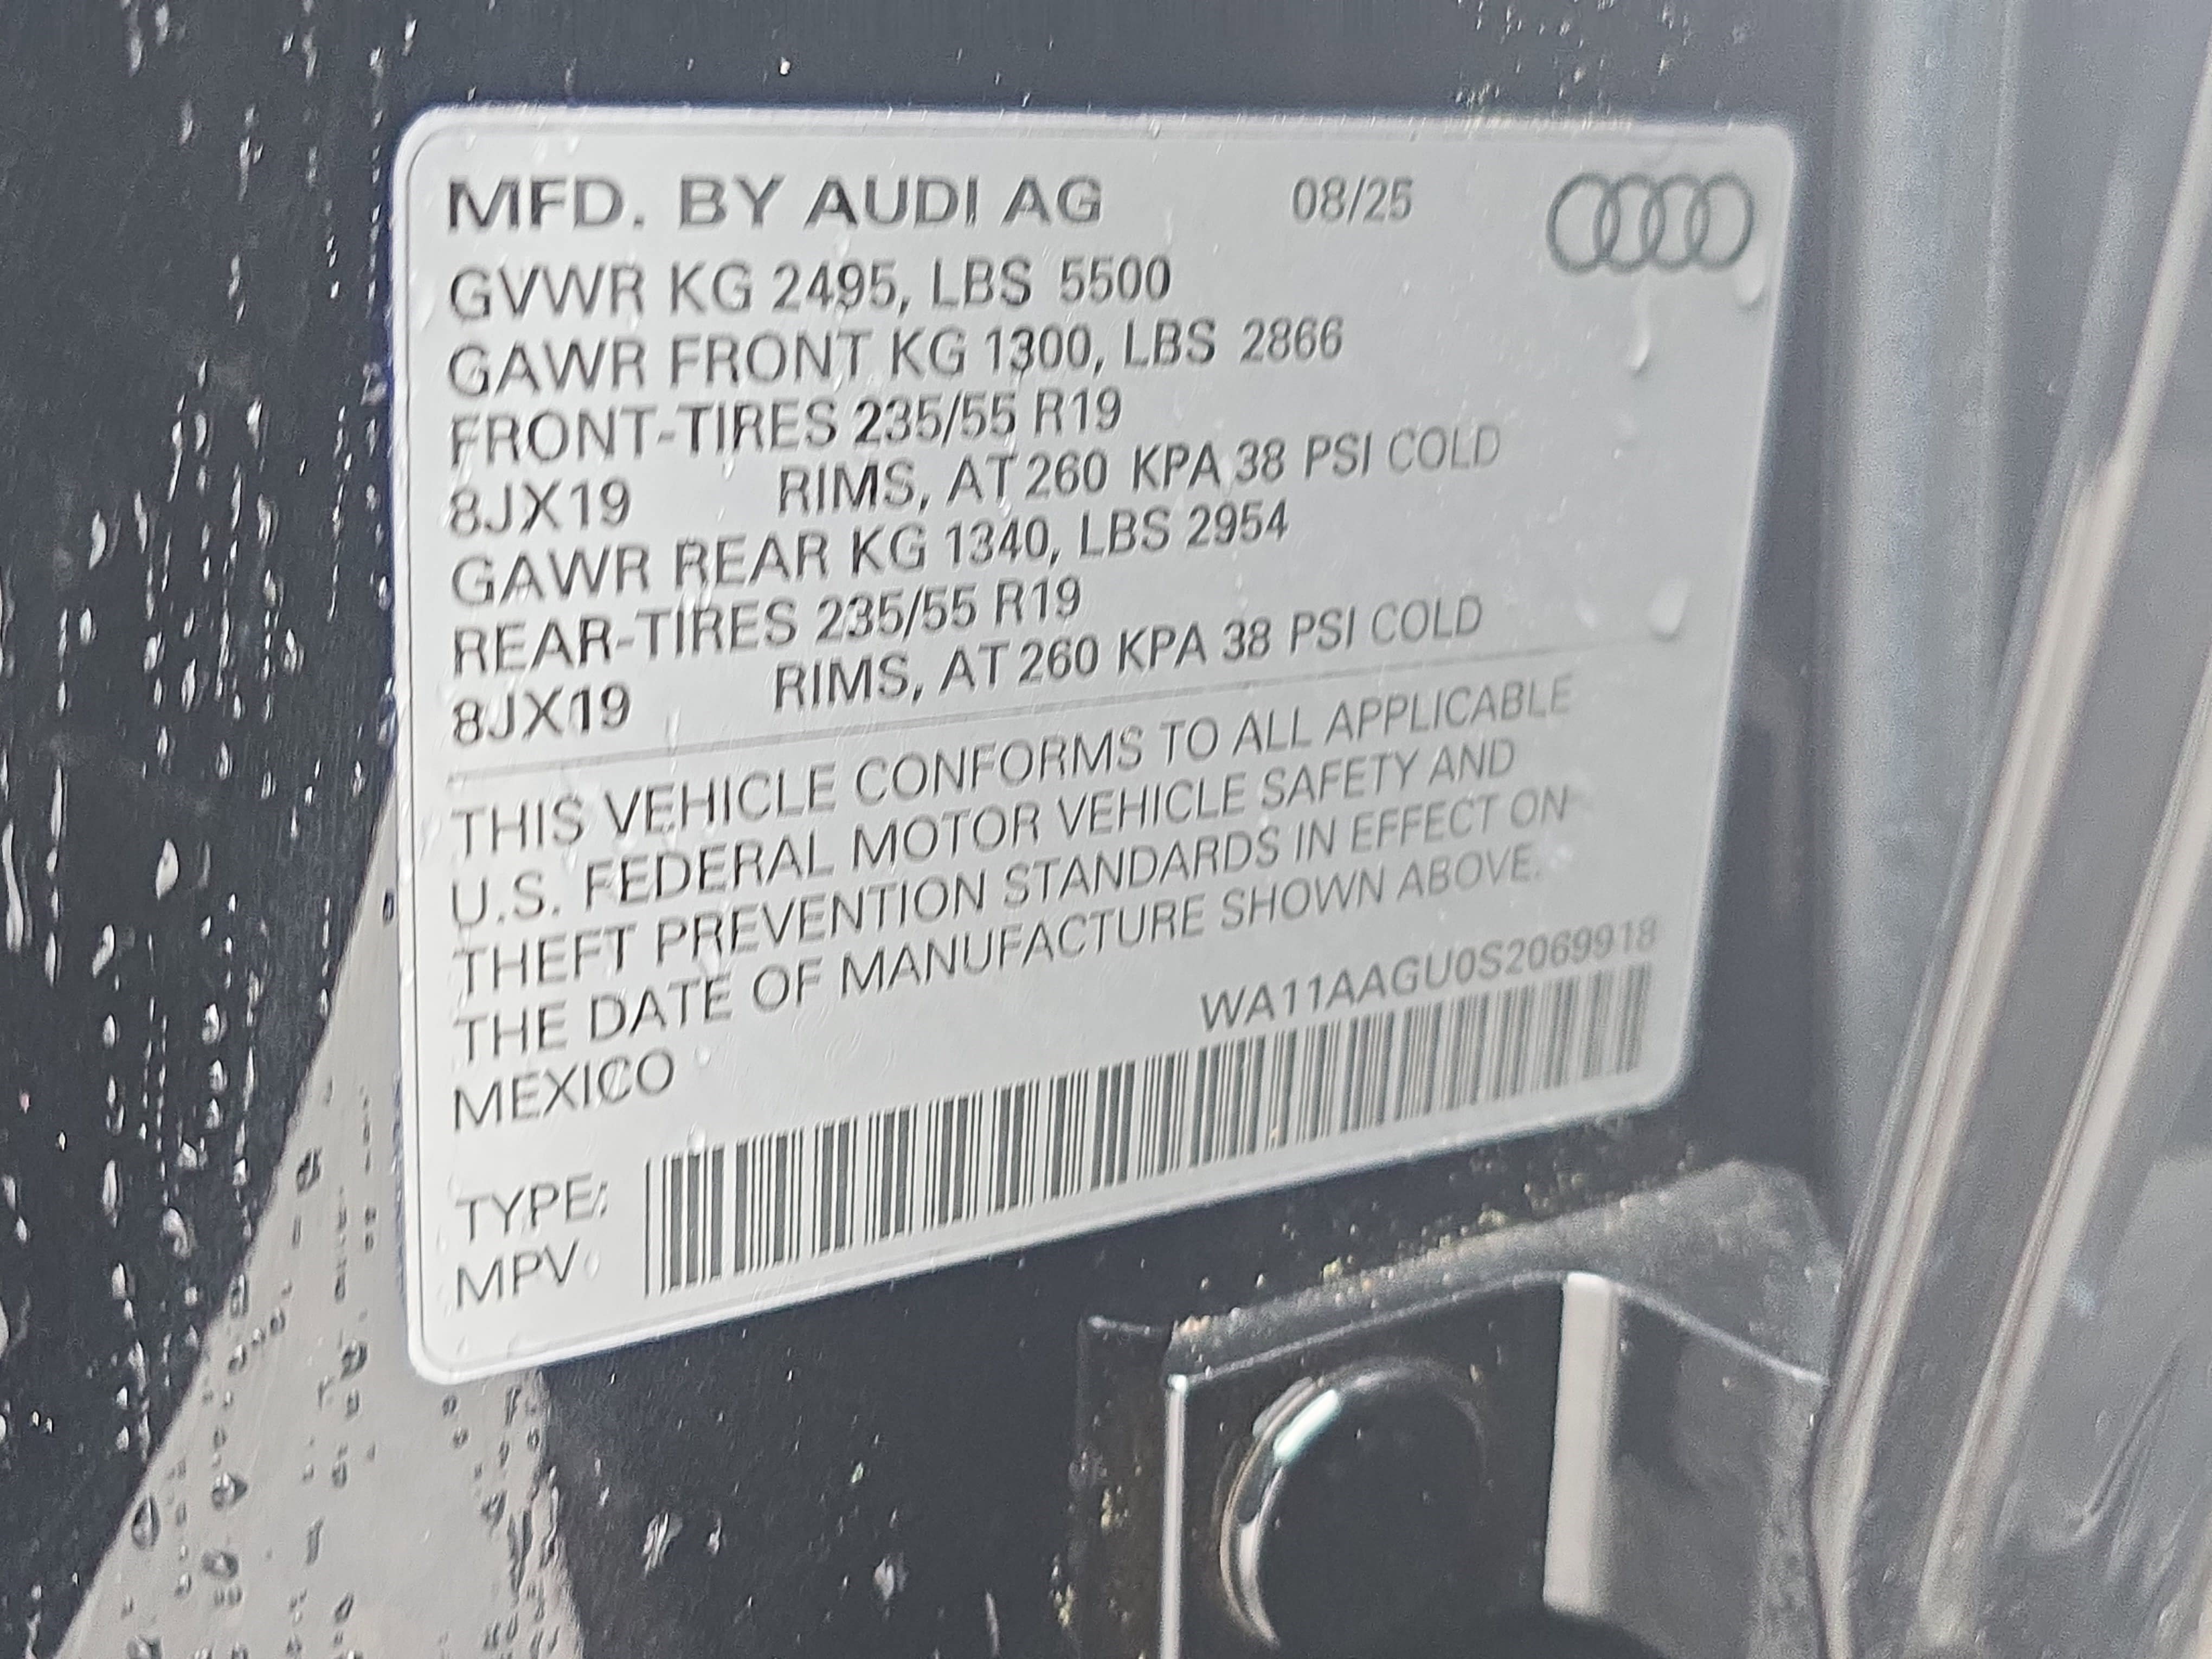 MFD. BY AUDI AG 08/25
GVWR KG 2495, LBS 5500
GAWR FRONT KG 1300, LBS 2866
FRONT-TIRES 235/55 R19
8JX19 RIMS, AT 260 KPA 38 PSI COLD
GAWR REAR KG 1340, LBS 2954
REAR-TIRES 235/55 R19
8JX19 RIMS, AT 260 KPA 38 PSI COLD
THIS VEHICLE CONFORMS TO ALL APPLICABLE
U.S. FEDERAL MOTOR VEHICLE SAFETY AND
THEFT PREVENTION STANDARDS IN EFFECT ON
THE DATE OF MANUFACTURE SHOWN ABOVE.
MEXICO WA11AAGU0S2069918
TYPE:
MPV